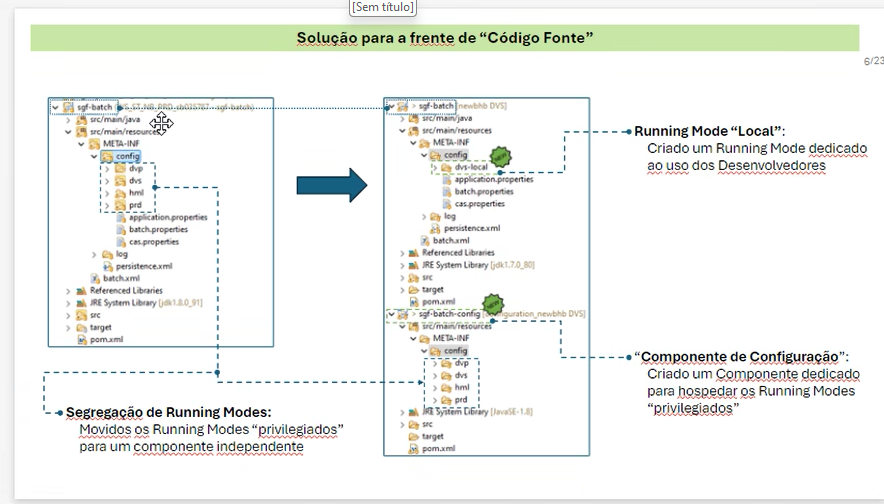 [Sem título]
Solução para a frente de “Código Fonte”
6/23
sgf-batch
src/main/java
src/main/resources
META-INF
config
dvp
dvs
hml
prd
application.properties
batch.properties
cas.properties
log
persistence.xml
batch.xml
Referenced Libraries
JRE System Library [jdk1.8.0_91]
src
target
pom.xml
> sgf-batch [newbhb DVS]
src/main/java
src/main/resources
META-INF
config
NEW
> dvs-local
application.properties
batch.properties
cas.properties
log
persistence.xml
batch.xml
Referenced Libraries
JRE System Library [jdk1.7.0_80]
src
target
pom.xml
NEW
> sgf-batch-config
src/main/resources
META-INF
config
dvp
dvs
hml
prd
JRE System Library [JavaSE-1.8]
src
target
pom.xml
Running Mode “Local”:
Criado um Running Mode dedicado
ao uso dos Desenvolvedores
“Componente de Configuração”:
Criado um Componente dedicado
para hospedar os Running Modes
“privilegiados”
Segregação de Running Modes:
Movidos os Running Modes “privilegiados”
para um componente independente